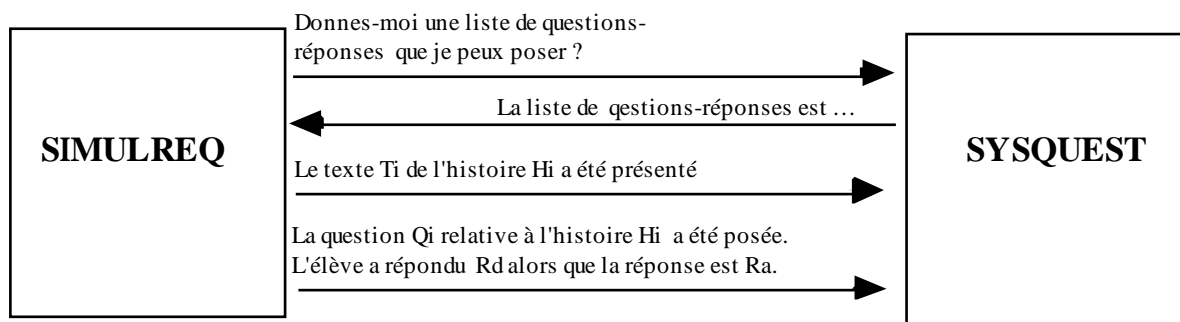 Donnes-moi une liste de questions-
réponses que je peux poser ?
La liste de qestions-réponses est …
SIMULREQ
SYSQUEST
Le texte Ti de l'histoire Hi a été présenté
La question Qi relative à l'histoire Hi a été posée.
L'élève a répondu Rd alors que la réponse est Ra.